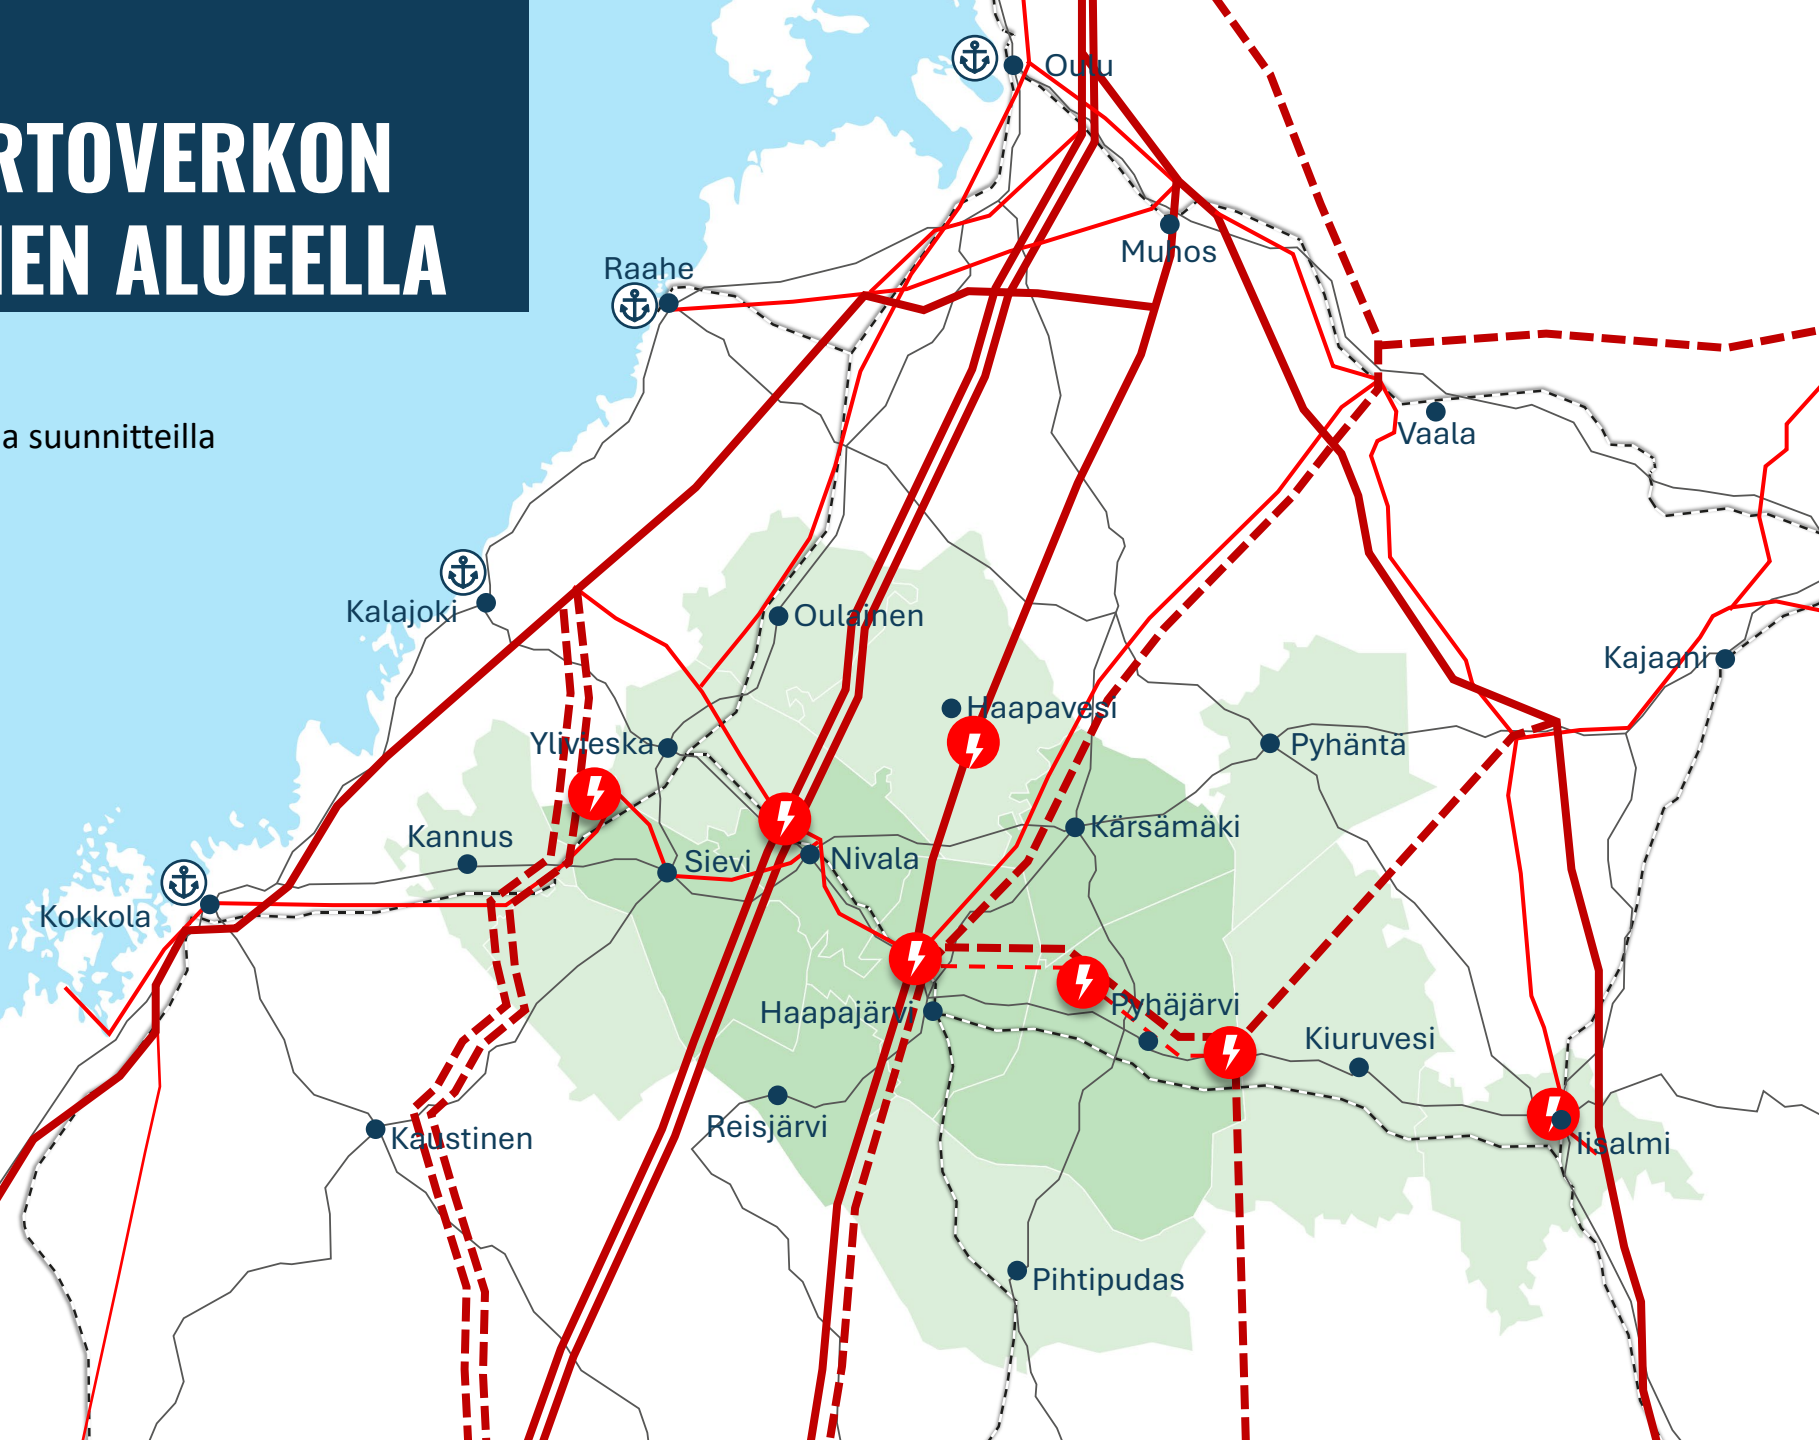 RTOVERKON
IEN ALUEELLA
a suunnitteilla
Oulu
Muhos
Raahe
Vaala
Kalajoki
Oulainen
Kajaani
Haapavesi
Ylivieska
Pyhäntä
Kannus
Kärsämäki
Sievi
Nivala
Kokkola
Haapajärvi
Pyhäjärvi
Kiuruvesi
Reisjärvi
Kaustinen
Iisalmi
Pihtipudas